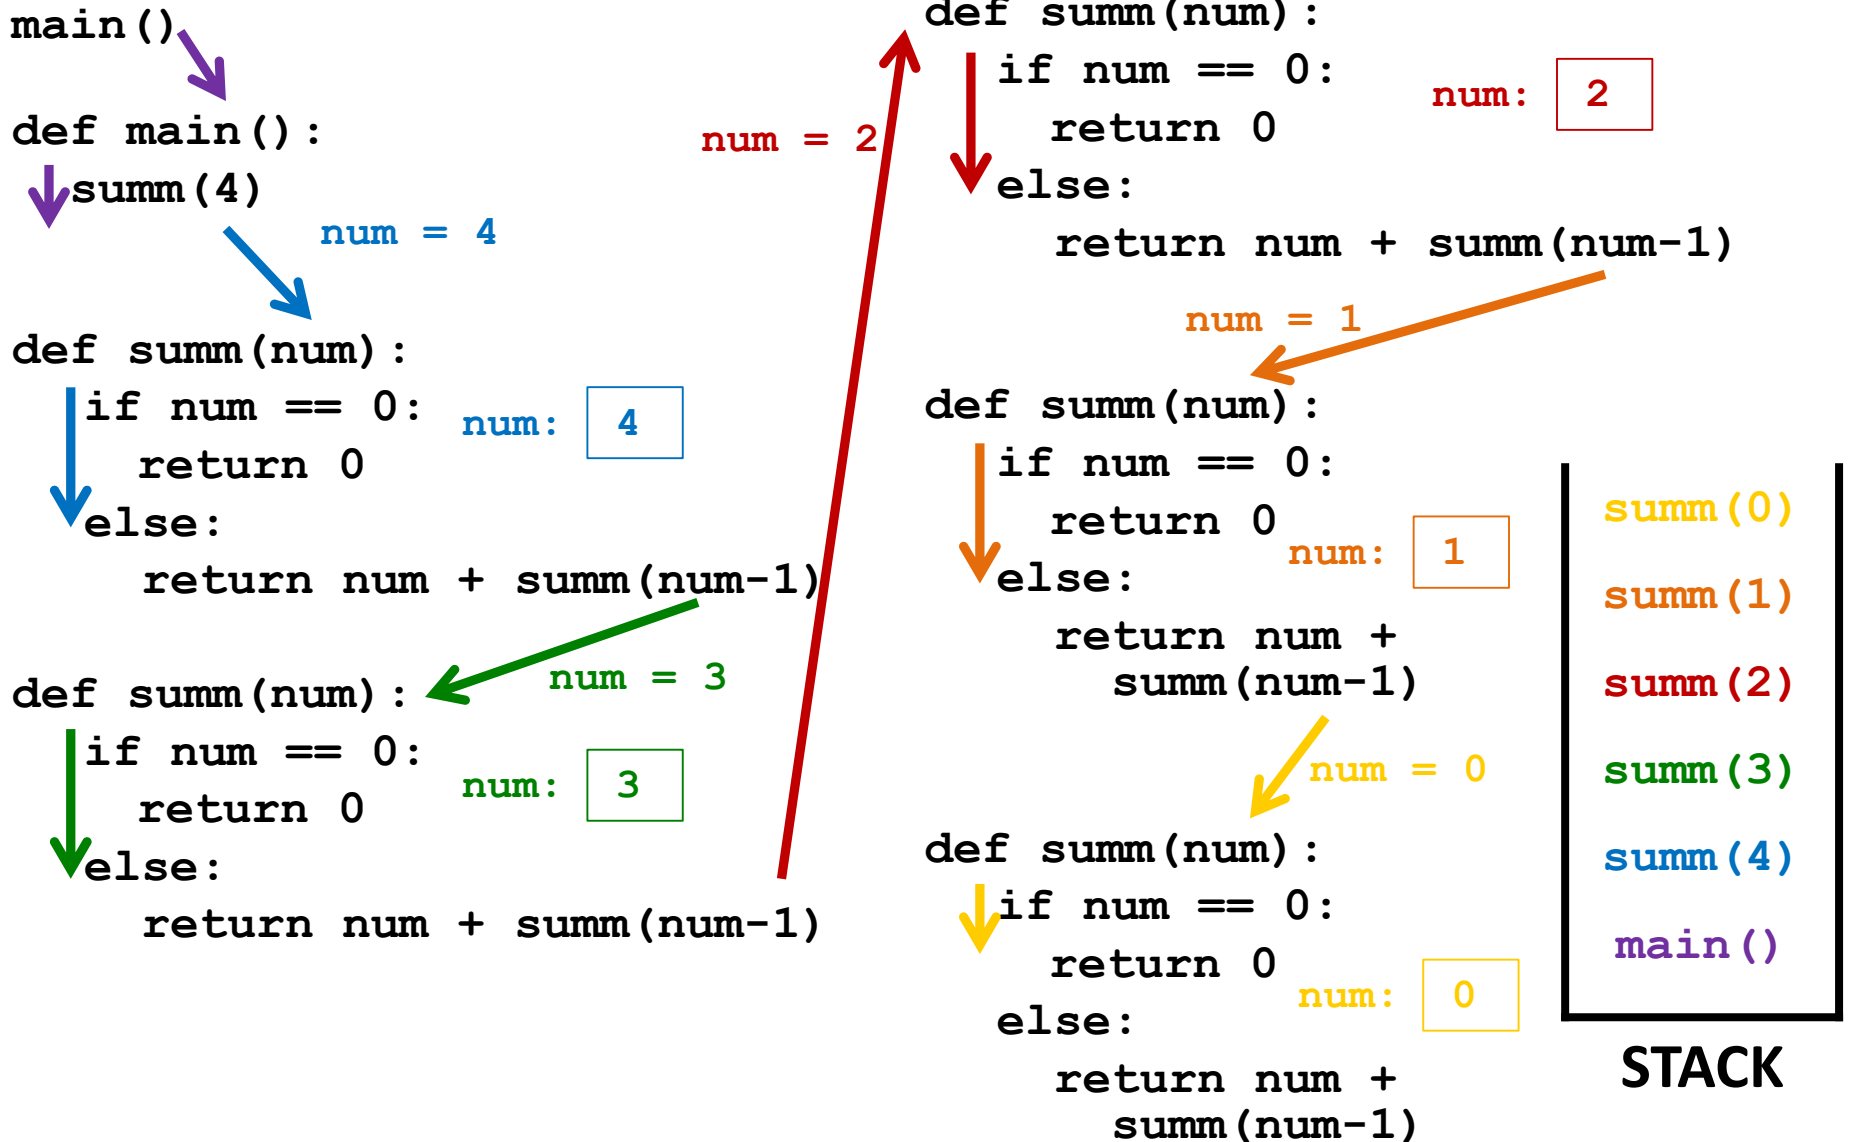 main()
def main():
summ(4)
num = 4
def summ(num):
if num == 0:
num: 4
return 0
else:
return num + summ(num-1)
num = 3
def summ(num):
if num == 0:
num: 3
return 0
else:
return num + summ(num-1)
num = 2
def summ(num):
if num == 0:
num: 2
return 0
else:
return num + summ(num-1)
num = 1
def summ(num):
if num == 0:
return 0
num: 1
else:
return num +
summ(num-1)
num = 0
def summ(num):
if num == 0:
return 0
num: 0
else:
return num +
summ(num-1)
summ(0)
summ(1)
summ(2)
summ(3)
summ(4)
main()
STACK